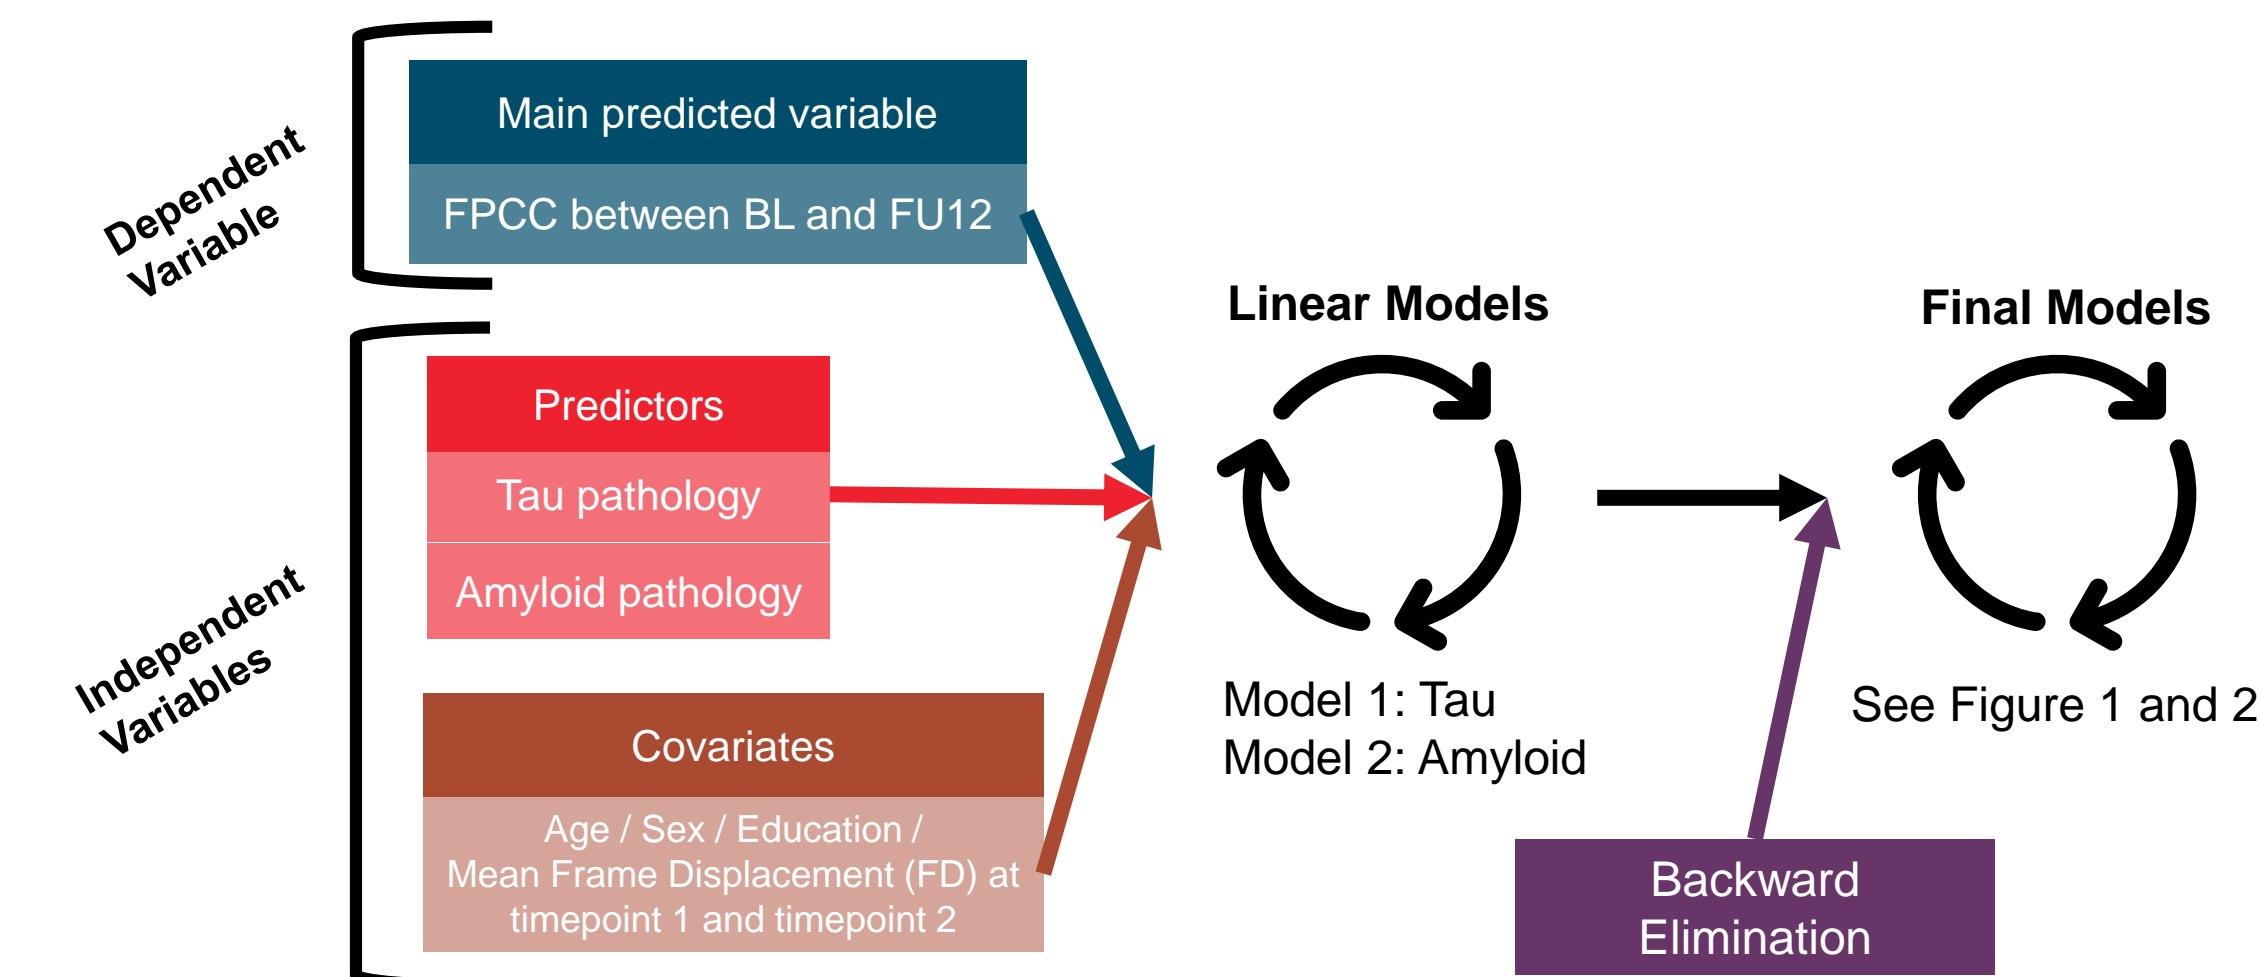 Dependent
Variable
Main predicted variable
FPCC between BL and FU12
Independent
Variables
Predictors
Tau pathology
Amyloid pathology
Covariates
Age / Sex / Education /
Mean Frame Displacement (FD) at
timepoint 1 and timepoint 2
Linear Models
Model 1: Tau
Model 2: Amyloid
Final Models
See Figure 1 and 2
Backward
Elimination